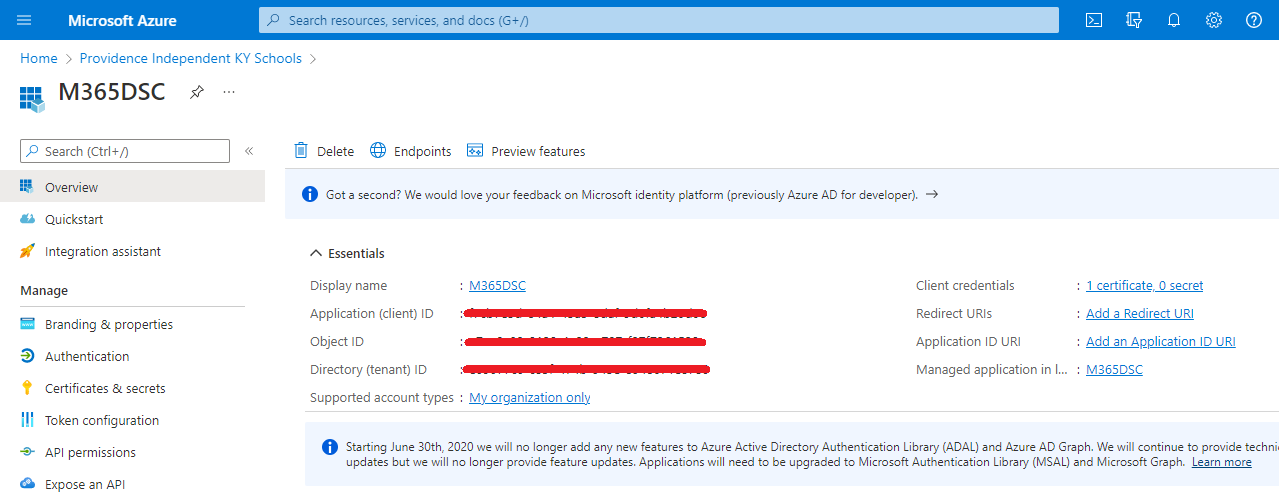 Microsoft Azure
Search resources, services, and docs (G+/)
Home > Providence Independent KY Schools >
M365DSC
Search (Ctrl+/)
Overview
Quickstart
Integration assistant
Manage
Branding & properties
Authentication
Certificates & secrets
Token configuration
API permissions
Expose an API
Delete Endpoints Preview features
Got a second? We would love your feedback on Microsoft identity platform (previously Azure AD for developer). →
Essentials
Display name : M365DSC
Application (client) ID :
Object ID :
Directory (tenant) ID :
Supported account types : My organization only
Client credentials : 1 certificate, 0 secret
Redirect URIs : Add a Redirect URI
Application ID URI : Add an Application ID URI
Managed application in l... : M365DSC
Starting June 30th, 2020 we will no longer add any new features to Azure Active Directory Authentication Library (ADAL) and Azure AD Graph. We will continue to provide techni
updates but we will no longer provide feature updates. Applications will need to be upgraded to Microsoft Authentication Library (MSAL) and Microsoft Graph. Learn more